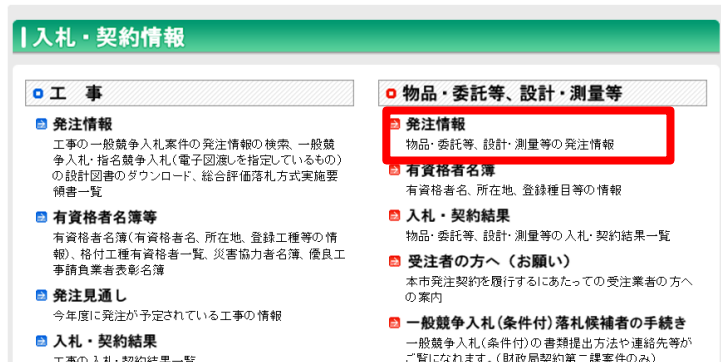 入札・契約情報
工 事
発注情報
工事の一般競争入札案件の発注情報の検索、一般競
争入札・指名競争入札(電子図渡しを指定しているもの)
の設計図書のダウンロード、総合評価落札方式実施要
領書一覧
有資格者名簿等
有資格者名簿(有資格者名、所在地、登録工種等の情
報)、格付工種有資格者一覧、災害協力者名簿、優良工
事請負業者表彰名簿
発注見通し
今年度に発注が予定されている工事の情報
入札・契約結果
工事の入札・契約結果一覧
物品・委託等、設計・測量等
発注情報
物品・委託等、設計・測量等の発注情報
有資格者名簿
有資格者名、所在地、登録種目等の情報
入札・契約結果
物品・委託等、設計・測量等の入札・契約結果一覧
受注者の方へ（お願い）
本市発注契約を履行するにあたっての受注業者の方へ
の案内
一般競争入札(条件付)落札候補者の手続き
一般競争入札(条件付)の書類提出方法や連絡先等が
ご覧になれます。(財政局契約第二課案件のみ)